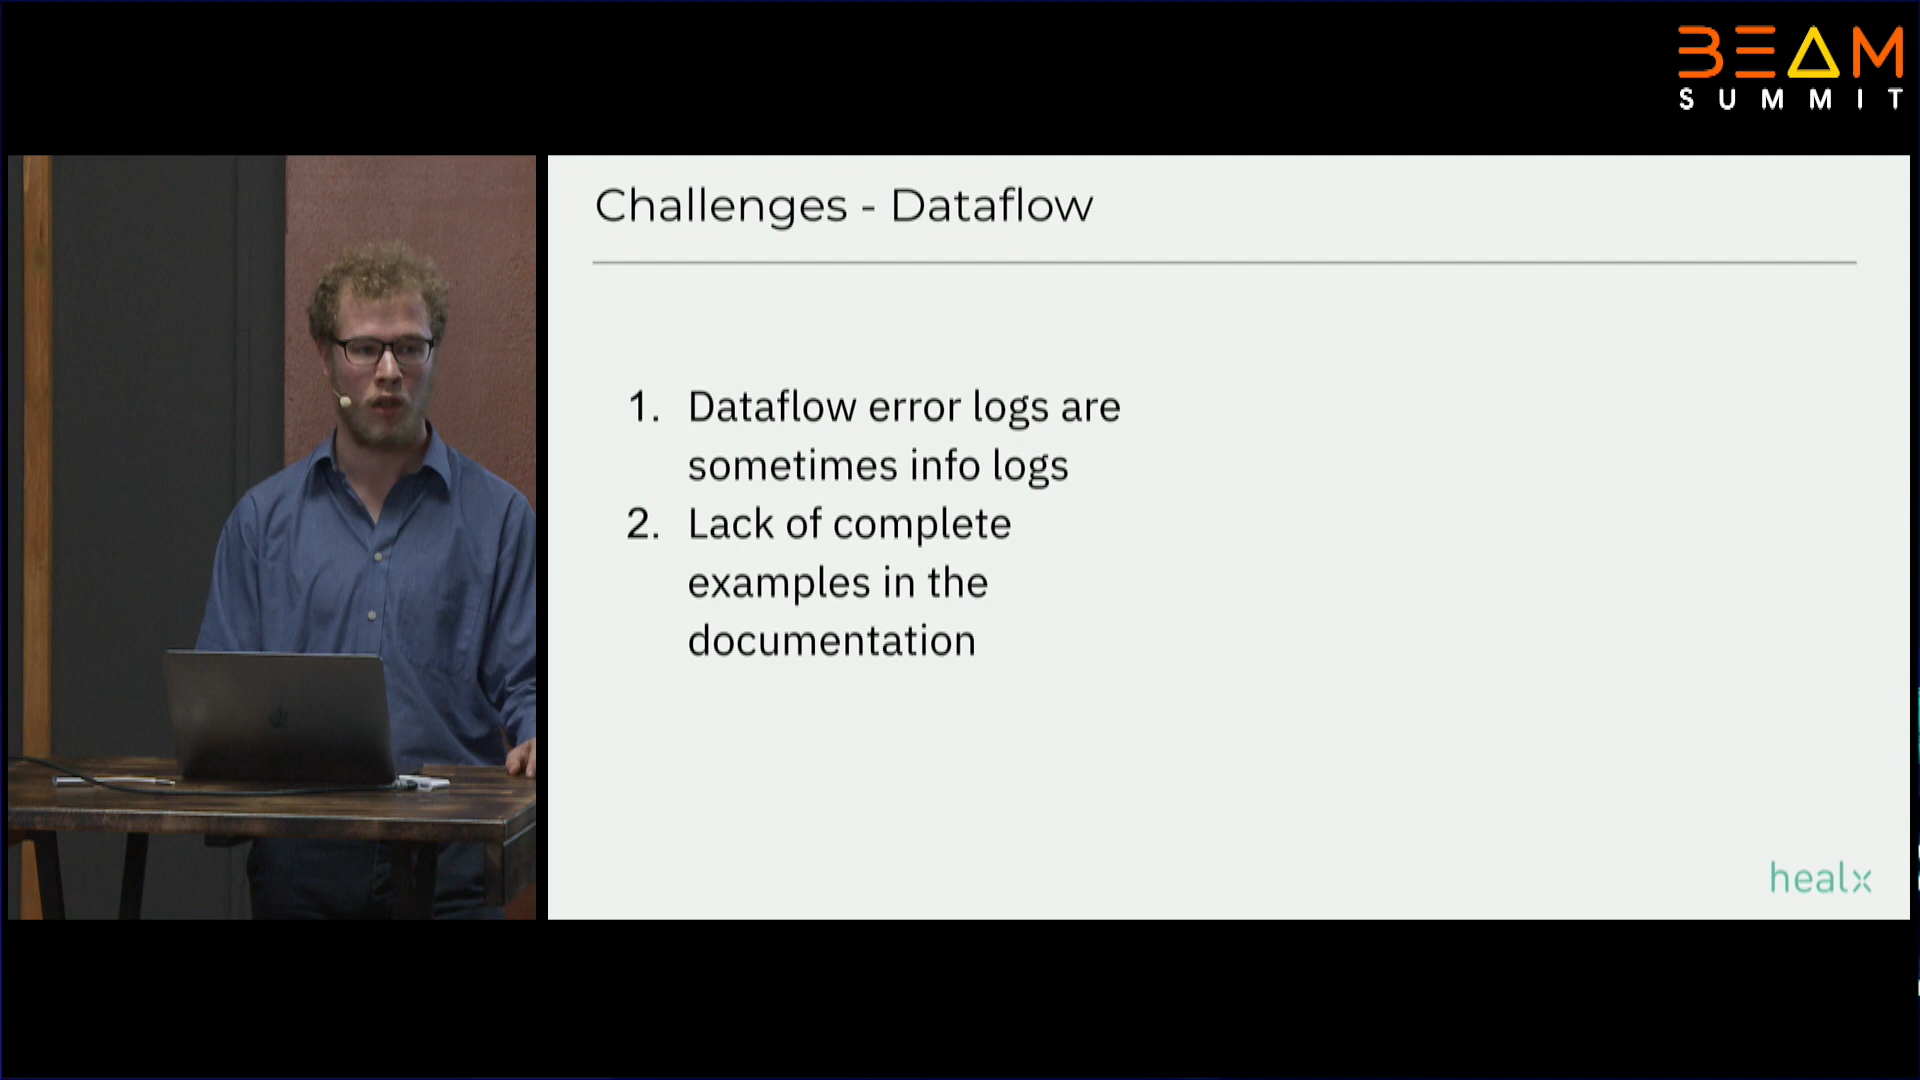 BEAM
SUMMIT
Challenges - Dataflow
1. Dataflow error logs are
sometimes info logs
2. Lack of complete
examples in the
documentation
healx